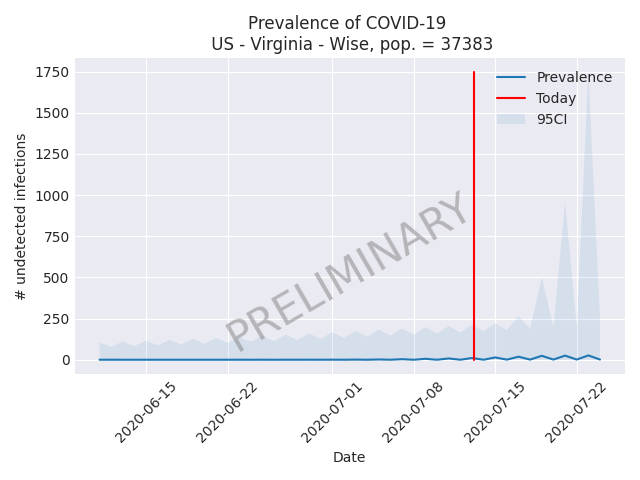 Prevalence of COVID-19
US - Virginia - Wise, pop. = 37383
1750
1500
1250
1000
750
500
250
0
# undetected infections
Prevalence
Today
95CI
PRELIMINARY
2020-06-15
2020-06-22
2020-07-01
2020-07-08
2020-07-15
2020-07-22
Date